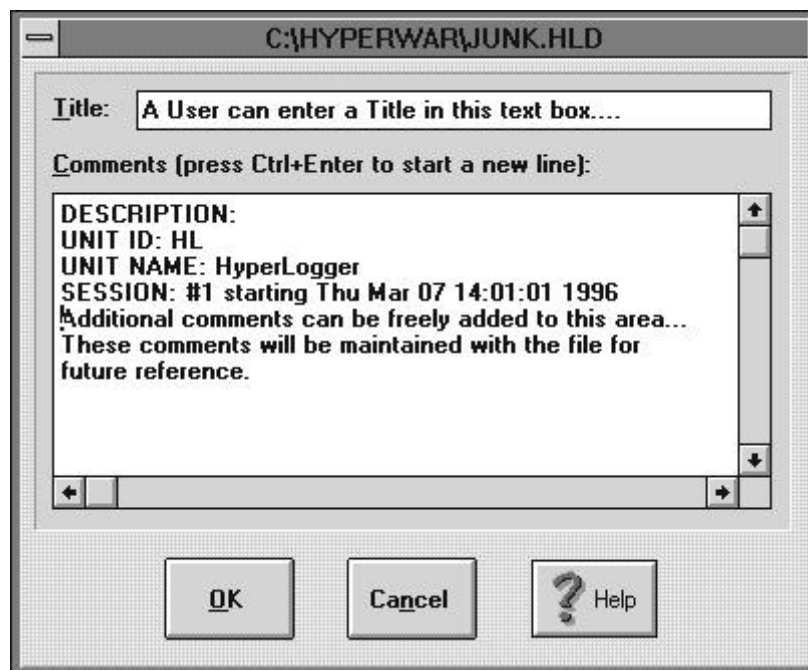 C:\HYPERWAR\JUNK.HLD
Title: A User can enter a Title in this text box....
Comments (press Ctrl+Enter to start a new line):
DESCRIPTION:
UNIT ID: HL
UNIT NAME: HyperLogger
SESSION: #1 starting Thu Mar 07 14:01:01 1996
Additional comments can be freely added to this area...
These comments will be maintained with the file for
future reference.
OK Cancel ? Help